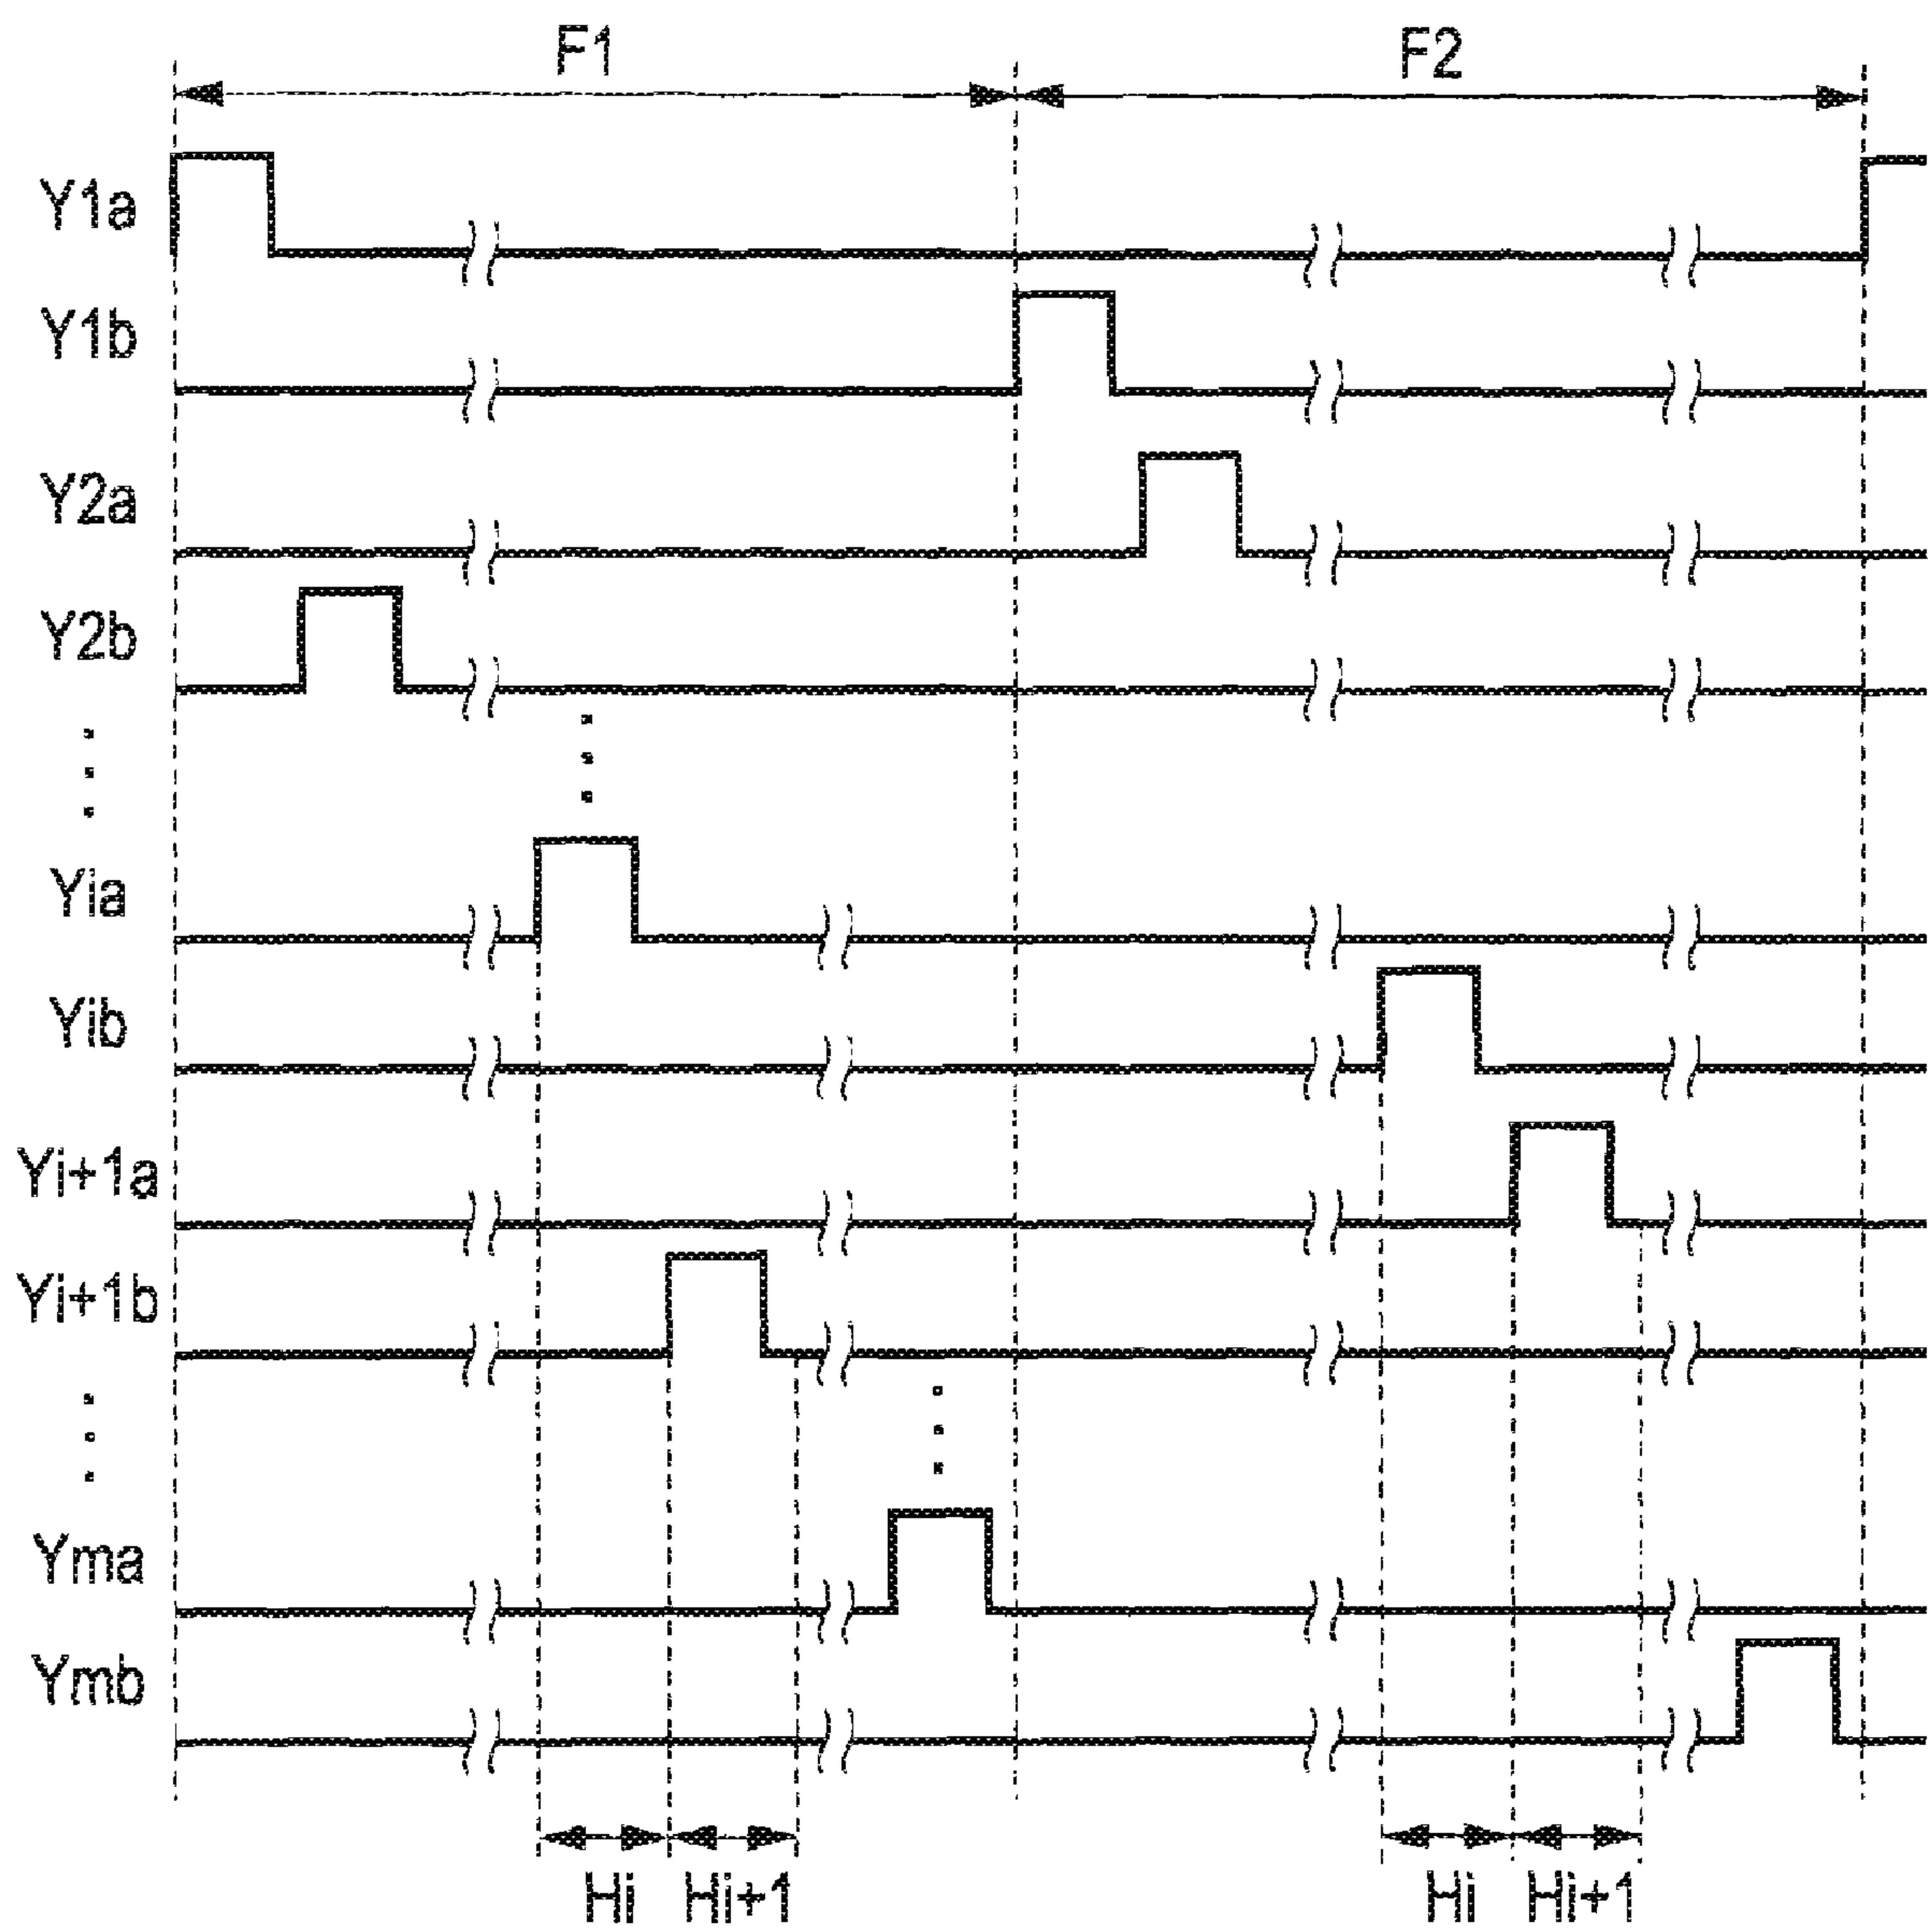 F1 F2
Y1a
Y1b
Y2a
Y2b
Yia
Yib
Yi+1a
Yi+1b
Yma
Ymb
Hi Hi+1 Hi Hi+1